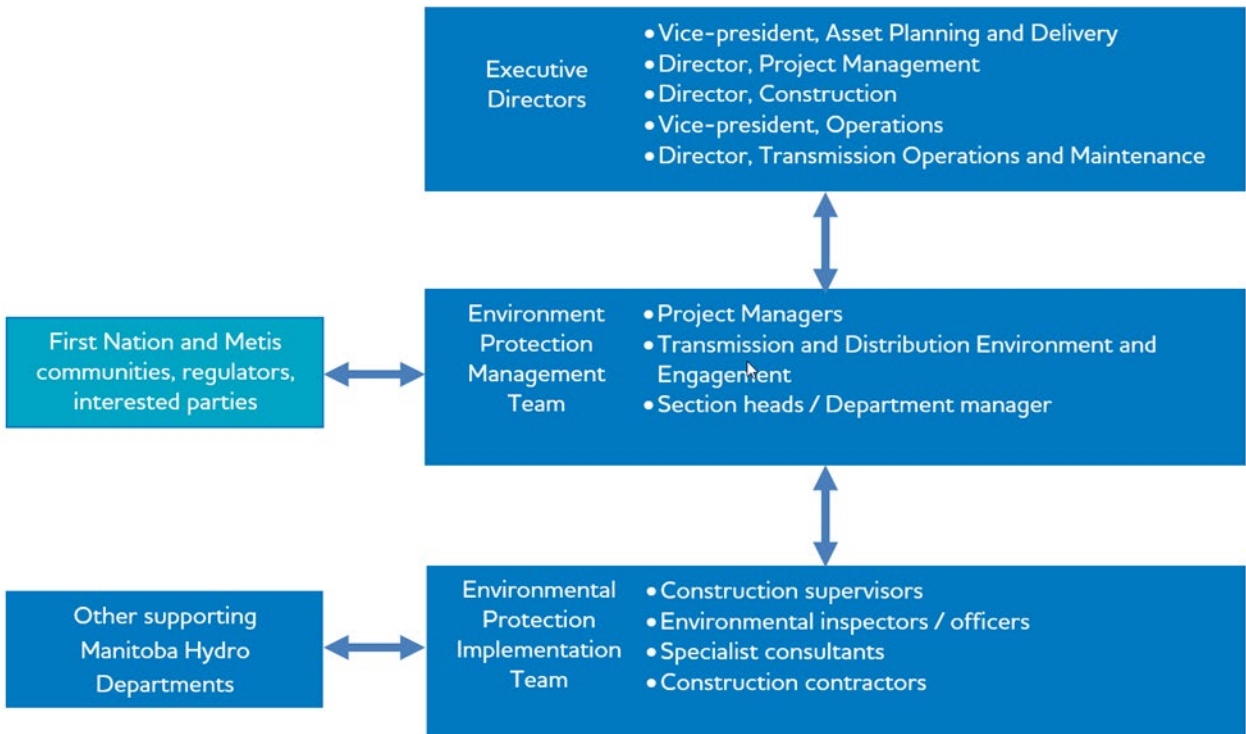 Executive
Directors
•Vice-president, Asset Planning and Delivery
•Director, Project Management
•Director, Construction
•Vice-president, Operations
•Director, Transmission Operations and Maintenance
First Nation and Metis
communities, regulators,
interested parties
Environment
Protection
Management
Team
•Project Managers
•Transmission and Distribution Environment and
Engagement
•Section heads / Department manager
Other supporting
Manitoba Hydro
Departments
Environmental
Protection
Implementation
Team
•Construction supervisors
•Environmental inspectors / officers
•Specialist consultants
•Construction contractors